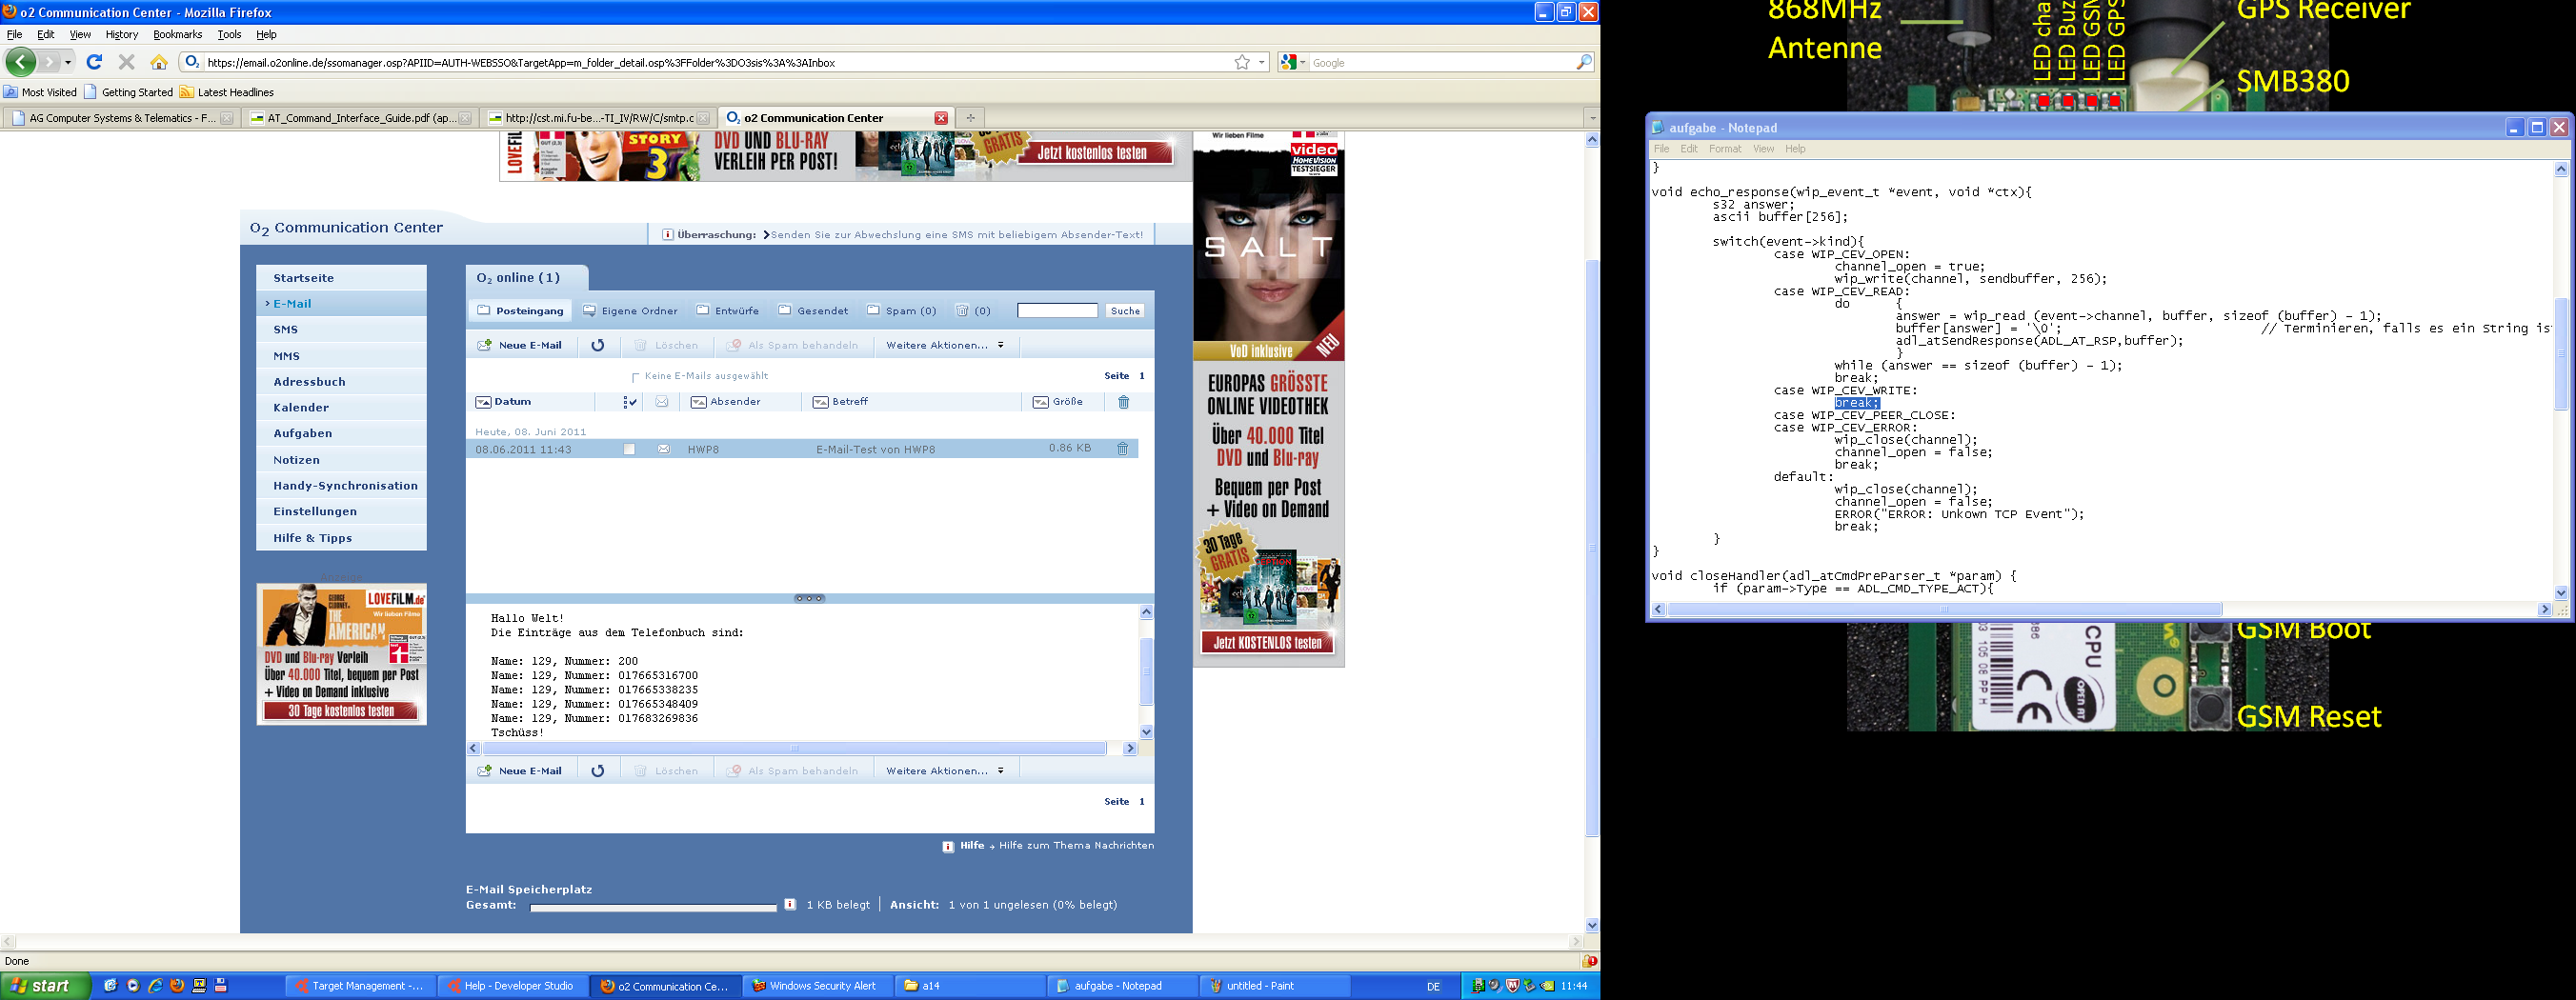 o2 Communication Center - Mozilla Firefox
File Edit View History Bookmarks Tools Help
https://email.o2online.de/ssomanager.osp?APIID=AUTH-WEBSSO&TargetApp=m_folder_detail.osp%3FFolder%3DO3sis%3A%3AInbox
Google
Most Visited Getting Started Latest Headlines
AG Computer Systems & Telematics - F...
AT_Command_Interface_Guide.pdf (ap...
http://cst.mi.fu-be...-TI_IV/RW/C/smtp.c
O2 o2 Communication Center
LOVEFiLM
STORY 3
DVD UND BLU-RAY
VERLEIH PER POST!
GRATIS
Jetzt kostenlos testen
O2 Communication Center
Überraschung: Senden Sie zur Abwechslung eine SMS mit beliebigem Absender-Text!
Startseite
E-Mail
SMS
MMS
Adressbuch
Kalender
Aufgaben
Notizen
Handy-Synchronisation
Einstellungen
Hilfe & Tipps
Anzeige
GEORGE CLOONEY
THE AMERICAN
LOVEFiLM.de
Wir lieben Filme
DVD und Blu-ray Verleih
Über 40.000 Titel, bequem per Post
+ Video on Demand inklusive
30 Tage kostenlos testen
O2 online (1)
Posteingang Eigene Ordner Entwürfe Gesendet Spam (0) (0) Suche
Neue E-Mail Löschen Als Spam behandeln Weitere Aktionen...
Keine E-Mails ausgewählt Seite 1
Datum Absender Betreff Größe
Heute, 08. Juni 2011
08.06.2011 11:43 HWP8 E-Mail-Test von HWP8 0.86 KB
Hallo Welt!
Die Einträge aus dem Telefonbuch sind:
Name: 129, Nummer: 200
Name: 129, Nummer: 017665316700
Name: 129, Nummer: 017665338235
Name: 129, Nummer: 017665348409
Name: 129, Nummer: 017683269836
Tschüss!
Neue E-Mail Löschen Als Spam behandeln Weitere Aktionen...
Seite 1
Hilfe Hilfe zum Thema Nachrichten
E-Mail Speicherplatz
Gesamt: 1 KB belegt Ansicht: 1 von 1 ungelesen (0% belegt)
Wir lieben Filme
video
HOMEVISION
TESTSIEGER
SALT
VoD inklusive
NEU
EUROPAS GRÖSSTE
ONLINE VIDEOTHEK
Über 40.000 Titel
DVD und Blu-ray
Bequem per Post
+ Video on Demand
30 Tage
GRATIS
Jetzt KOSTENLOS testen
Done
start
Target Management -...
Help - Developer Studio
o2 Communication Ce...
Windows Security Alert
a14
aufgabe - Notepad
untitled - Paint
DE
11:44
868MHz
Antenne
LED cha
LED Buz
LED GSM
LED GPS
GPS Receiver
SMB380
aufgabe - Notepad
File Edit Format View Help
}
void echo_response(wip_event_t *event, void *ctx){
s32 answer;
ascii buffer[256];
switch(event->kind){
case WIP_CEV_OPEN:
channel_open = true;
wip_write(channel, sendbuffer, 256);
case WIP_CEV_READ:
do {
answer = wip_read (event->channel, buffer, sizeof (buffer) - 1);
buffer[answer] = '\0'; // Terminieren, falls es ein String is
adl_atSendResponse(ADL_AT_RSP,buffer);
}
while (answer == sizeof (buffer) - 1);
break;
case WIP_CEV_WRITE:
break;
case WIP_CEV_PEER_CLOSE:
case WIP_CEV_ERROR:
wip_close(channel);
channel_open = false;
break;
default:
wip_close(channel);
channel_open = false;
ERROR("ERROR: Unkown TCP Event");
break;
}
}
void closeHandler(adl_atCmdPreParser_t *param) {
if (param->Type == ADL_CMD_TYPE_ACT){
GSM Boot
CPU
CE
OPEN AT
GSM Reset